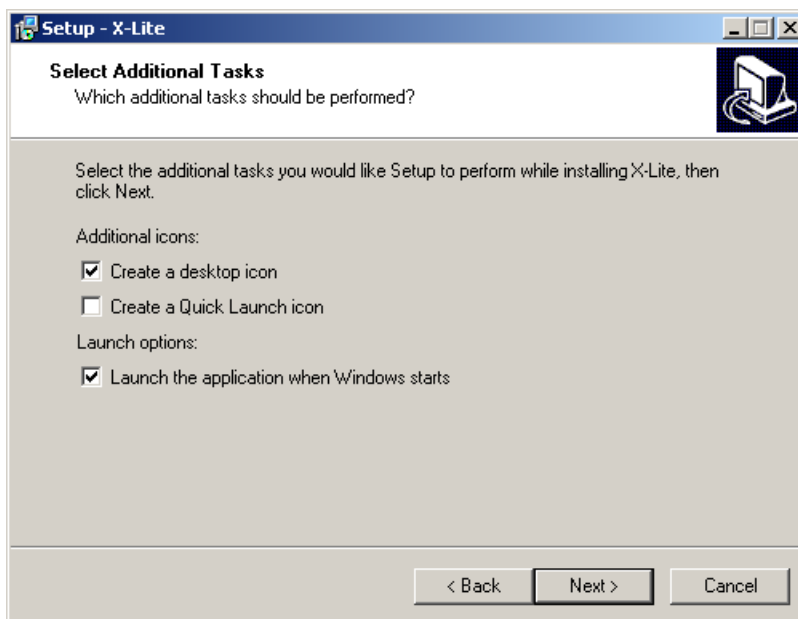 Setup - X-Lite
Select Additional Tasks
Which additional tasks should be performed?
Select the additional tasks you would like Setup to perform while installing X-Lite, then
click Next.
Additional icons:
Create a desktop icon
Create a Quick Launch icon
Launch options:
Launch the application when Windows starts
< Back Next > Cancel